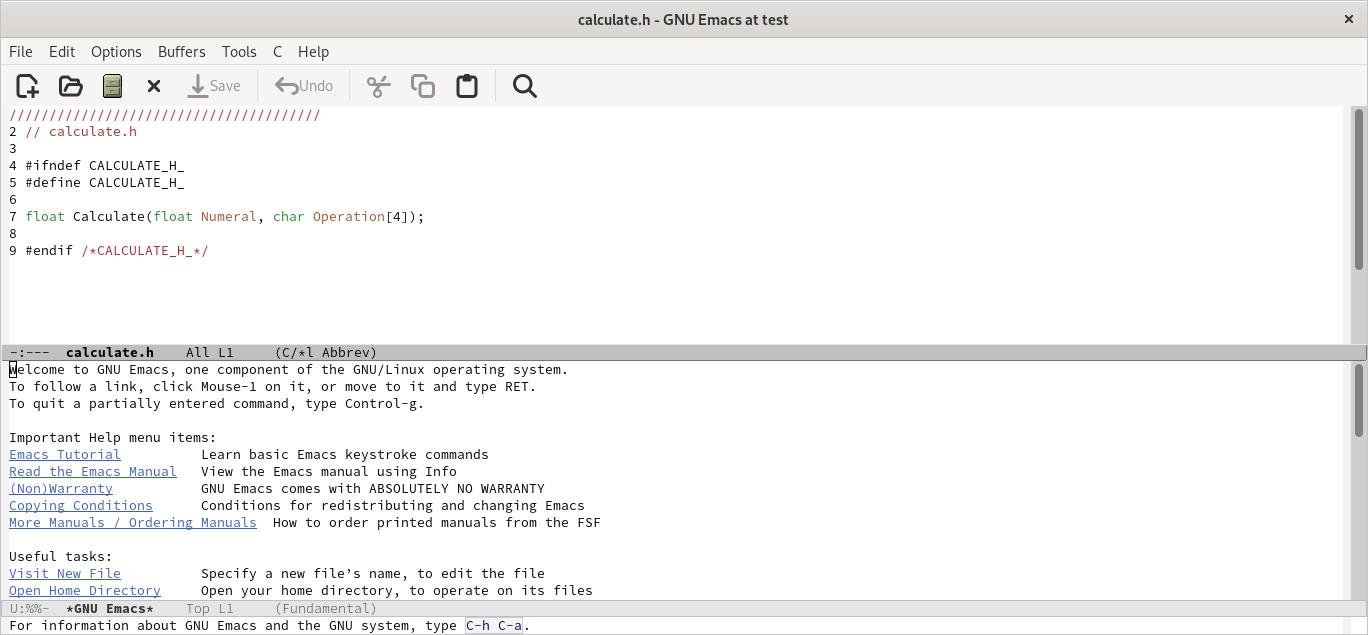 calculate.h - GNU Emacs at test
File Edit Options Buffers Tools C Help
Save Undo
///////////////////////////////////////
2 // calculate.h
3
4 #ifndef CALCULATE_H_
5 #define CALCULATE_H_
6
7 float Calculate(float Numeral, char Operation[4]);
8
9 #endif /*CALCULATE_H_*/
-:--- calculate.h All L1 (C/*l Abbrev)
Welcome to GNU Emacs, one component of the GNU/Linux operating system.
To follow a link, click Mouse-1 on it, or move to it and type RET.
To quit a partially entered command, type Control-g.
Important Help menu items:
Emacs Tutorial Learn basic Emacs keystroke commands
Read the Emacs Manual View the Emacs manual using Info
(Non)Warranty GNU Emacs comes with ABSOLUTELY NO WARRANTY
Copying Conditions Conditions for redistributing and changing Emacs
More Manuals / Ordering Manuals How to order printed manuals from the FSF
Useful tasks:
Visit New File Specify a new file’s name, to edit the file
Open Home Directory Open your home directory, to operate on its files
U:%%- *GNU Emacs* Top L1 (Fundamental)
For information about GNU Emacs and the GNU system, type C-h C-a.